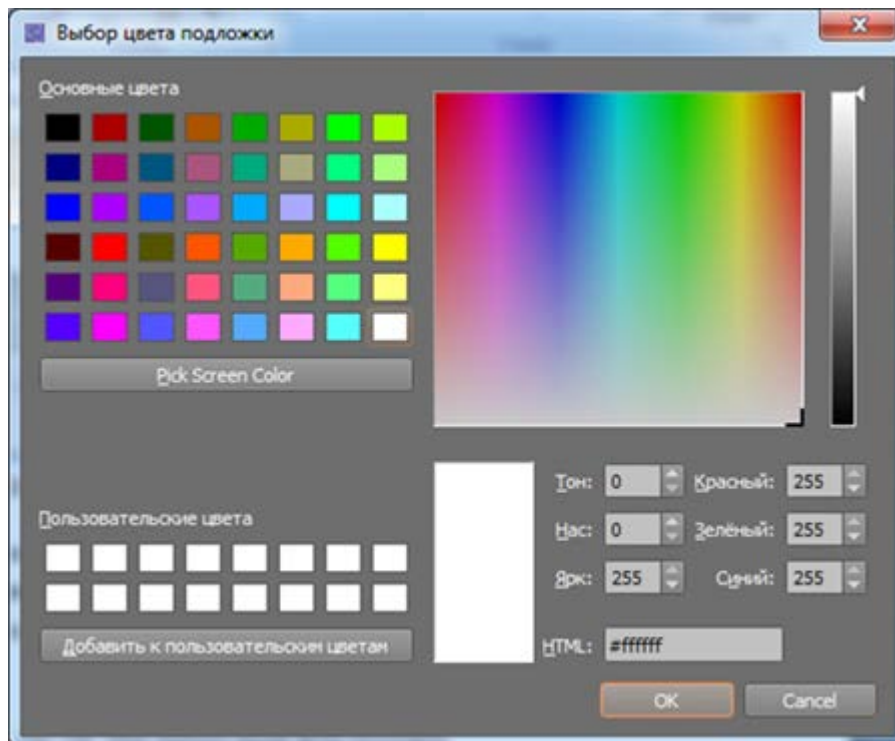 Выбор цвета подложки
Основные цвета
Pick Screen Color
Пользовательские цвета
Добавить к пользовательским цветам
Тон: 0 Красный: 255
Нас: 0 Зелёный: 255
Ярк: 255 Синий: 255
HTML: #ffffff
OK Cancel